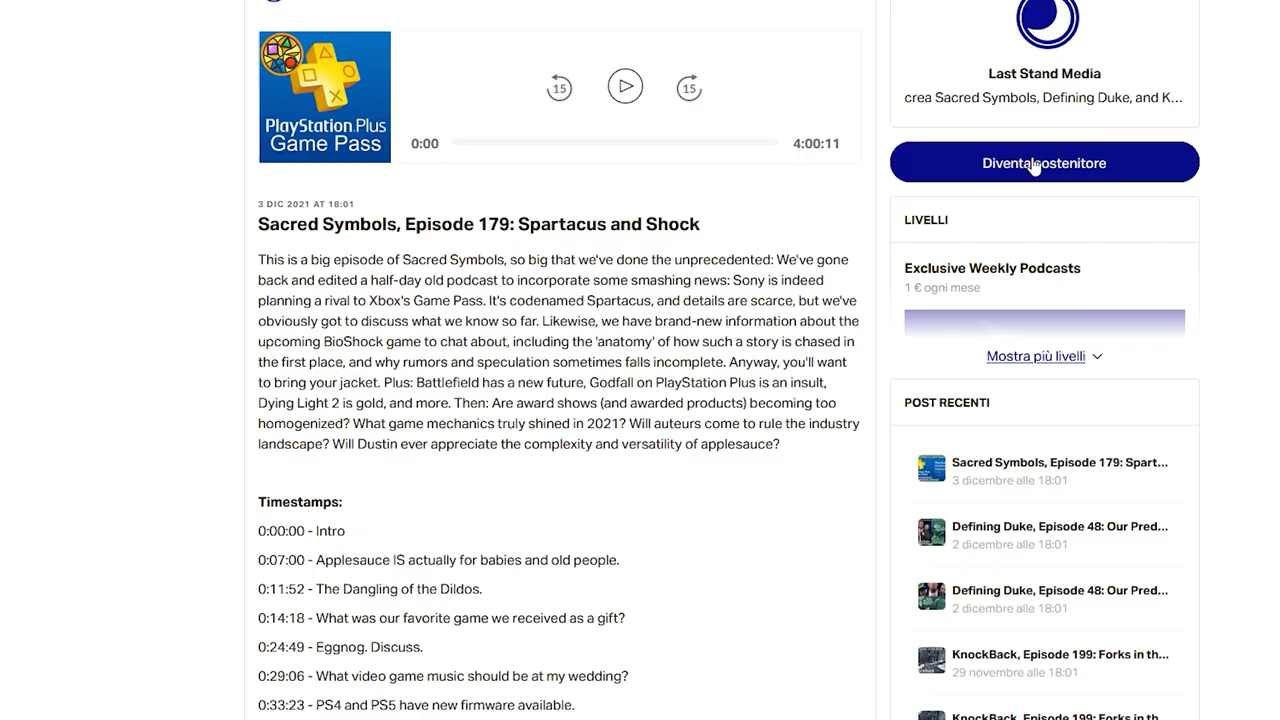 PlayStation.Plus
Game Pass
15
15
0:00
4:00:11
3 DIC 2021 AT 18:01
Sacred Symbols, Episode 179: Spartacus and Shock
This is a big episode of Sacred Symbols, so big that we've done the unprecedented: We've gone
back and edited a half-day old podcast to incorporate some smashing news: Sony is indeed
planning a rival to Xbox's Game Pass. It's codenamed Spartacus, and details are scarce, but we've
obviously got to discuss what we know so far. Likewise, we have brand-new information about the
upcoming BioShock game to chat about, including the 'anatomy' of how such a story is chased in
the first place, and why rumors and speculation sometimes falls incomplete. Anyway, you'll want
to bring your jacket. Plus: Battlefield has a new future, Godfall on PlayStation Plus is an insult,
Dying Light 2 is gold, and more. Then: Are award shows (and awarded products) becoming too
homogenized? What game mechanics truly shined in 2021? Will auteurs come to rule the industry
landscape? Will Dustin ever appreciate the complexity and versatility of applesauce?
Timestamps:
0:00:00 - Intro
0:07:00 - Applesauce IS actually for babies and old people.
0:11:52 - The Dangling of the Dildos.
0:14:18 - What was our favorite game we received as a gift?
0:24:49 - Eggnog. Discuss.
0:29:06 - What video game music should be at my wedding?
0:33:23 - PS4 and PS5 have new firmware available.
Last Stand Media
crea Sacred Symbols, Defining Duke, and K...
Diventa sostenitore
LIVELLI
Exclusive Weekly Podcasts
1 € ogni mese
Mostra più livelli
POST RECENTI
Sacred Symbols, Episode 179: Spart...
3 dicembre alle 18:01
Defining Duke, Episode 48: Our Pred...
2 dicembre alle 18:01
Defining Duke, Episode 48: Our Pred...
2 dicembre alle 18:01
KnockBack, Episode 199: Forks in th...
29 novembre alle 18:01
KnockBack, Episode 199: Forks in th...